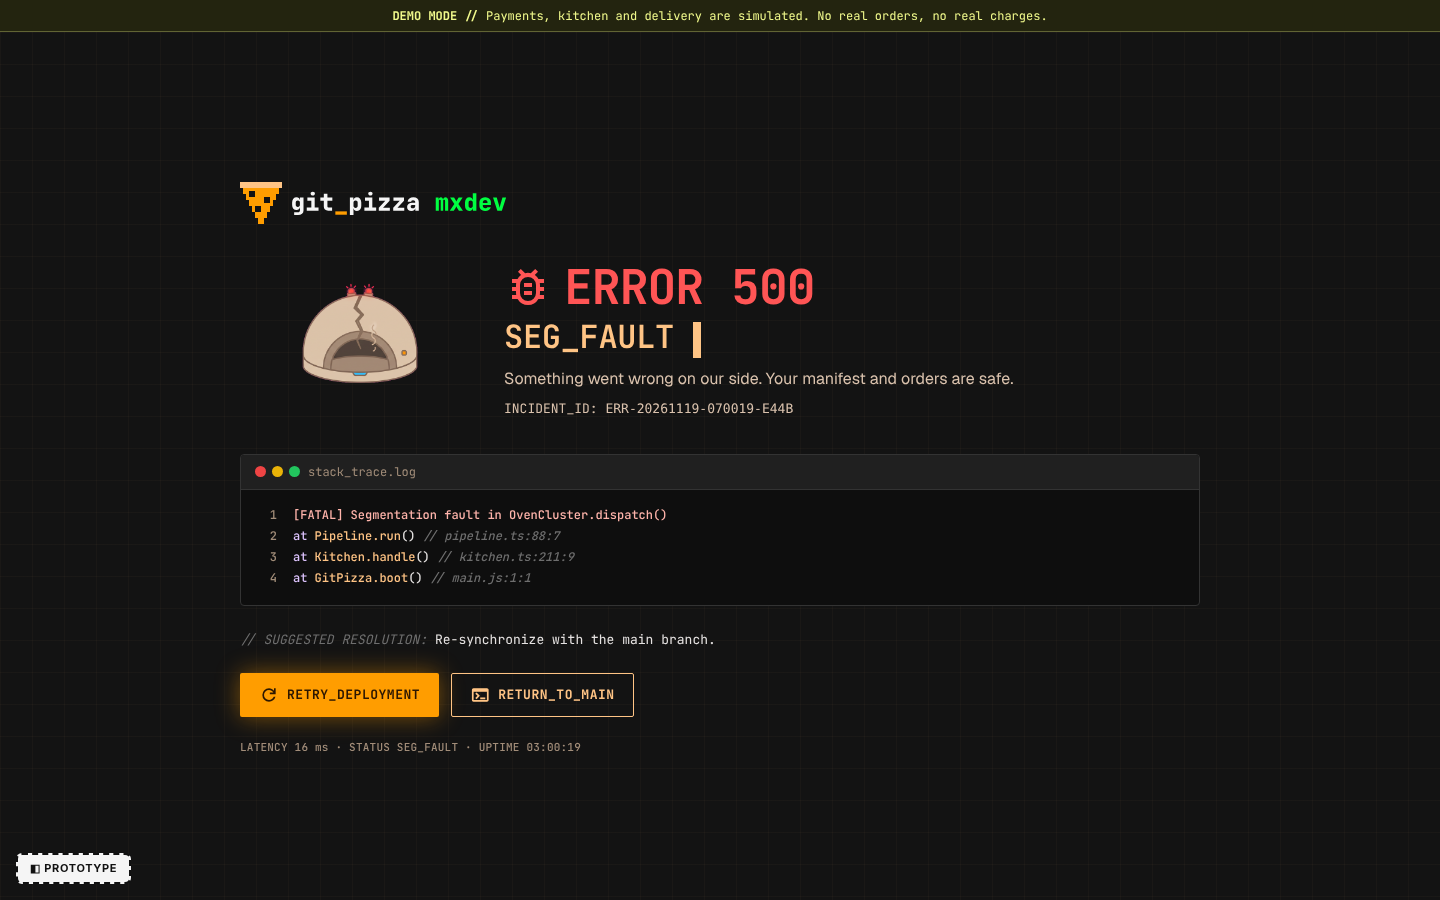 DEMO MODE // Payments, kitchen and delivery are simulated. No real orders, no real charges.
git_pizza mxdev
ERROR 500
SEG_FAULT
Something went wrong on our side. Your manifest and orders are safe.
INCIDENT_ID: ERR-20261119-070019-E44B
stack_trace.log
1 [FATAL] Segmentation fault in OvenCluster.dispatch()
2 at Pipeline.run() // pipeline.ts:88:7
3 at Kitchen.handle() // kitchen.ts:211:9
4 at GitPizza.boot() // main.js:1:1
// SUGGESTED RESOLUTION: Re-synchronize with the main branch.
RETRY_DEPLOYMENT
RETURN_TO_MAIN
LATENCY 16 ms · STATUS SEG_FAULT · UPTIME 03:00:19
PROTOTYPE